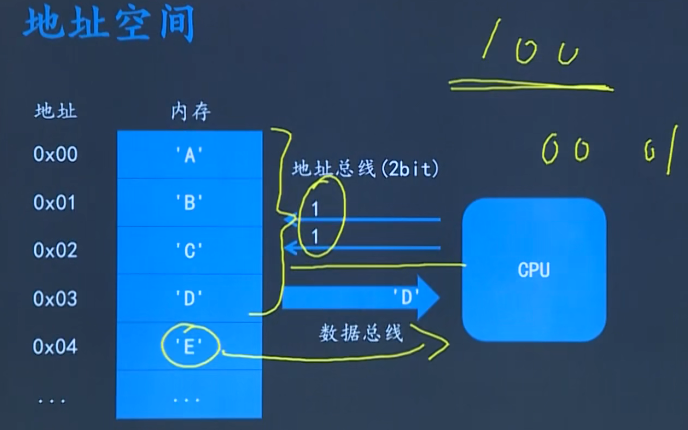 地址空间
100
00 01
地址 内存
0x00 'A'
地址总线(2bit)
0x01 'B' 1
0x02 'C' 1
CPU
0x03 'D' 'D'
数据总线
0x04 'E'
... ...